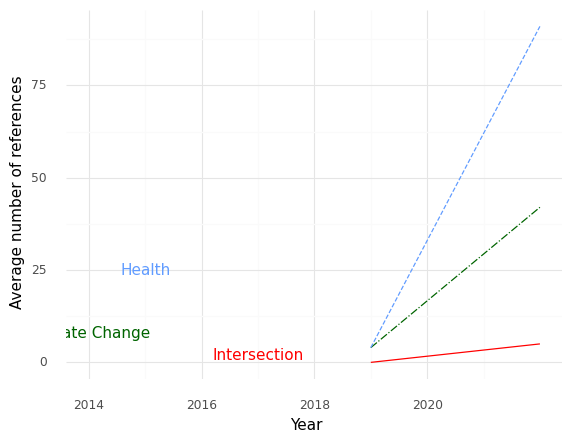 Average number of references
75
50
25
0
Health
ate Change
Intersection
2014 2016 2018 2020
Year